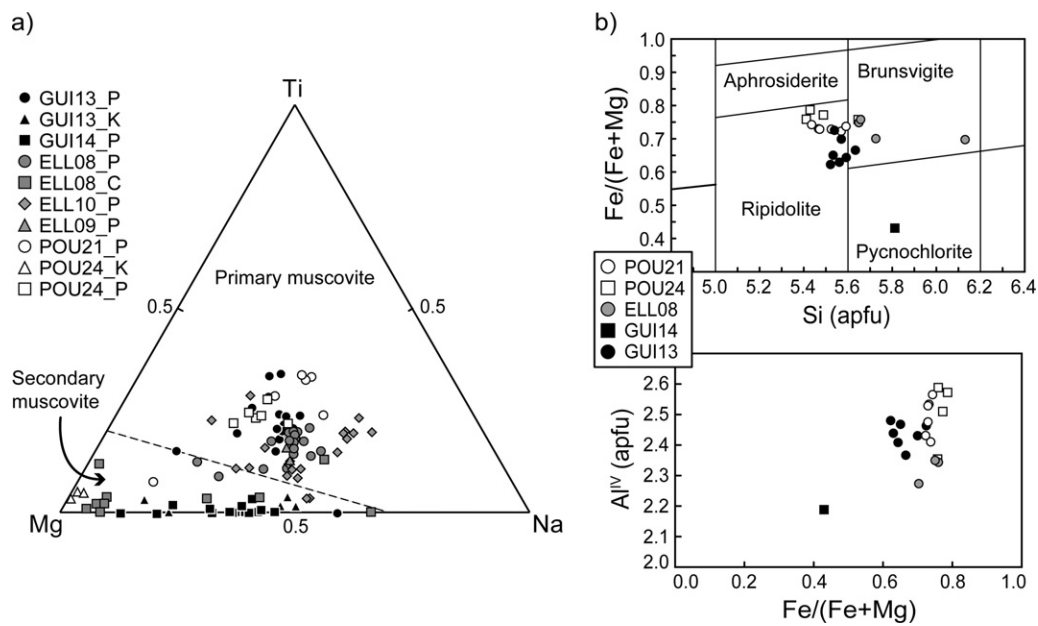 a)
GUI13_P
GUI13_K
GUI14_P
ELL08_P
ELL08_C
ELL10_P
ELL09_P
POU21_P
POU24_K
POU24_P
Ti
Primary muscovite
0.5
0.5
Secondary
muscovite
Mg
0.5
Na
b)
Fe/(Fe+Mg)
1.0
0.9
0.8
0.7
0.6
0.5
0.4
Aphrosiderite
Brunsvigite
Ripidolite
Pycnochlorite
5.0
5.2
5.4
5.6
5.8
6.0
6.2
6.4
Si (apfu)
POU21
POU24
ELL08
GUI14
GUI13
Al<sup>IV</sup> (apfu)
2.6
2.5
2.4
2.3
2.2
2.1
2.0
0.0
0.2
0.4
0.6
0.8
1.0
Fe/(Fe+Mg)